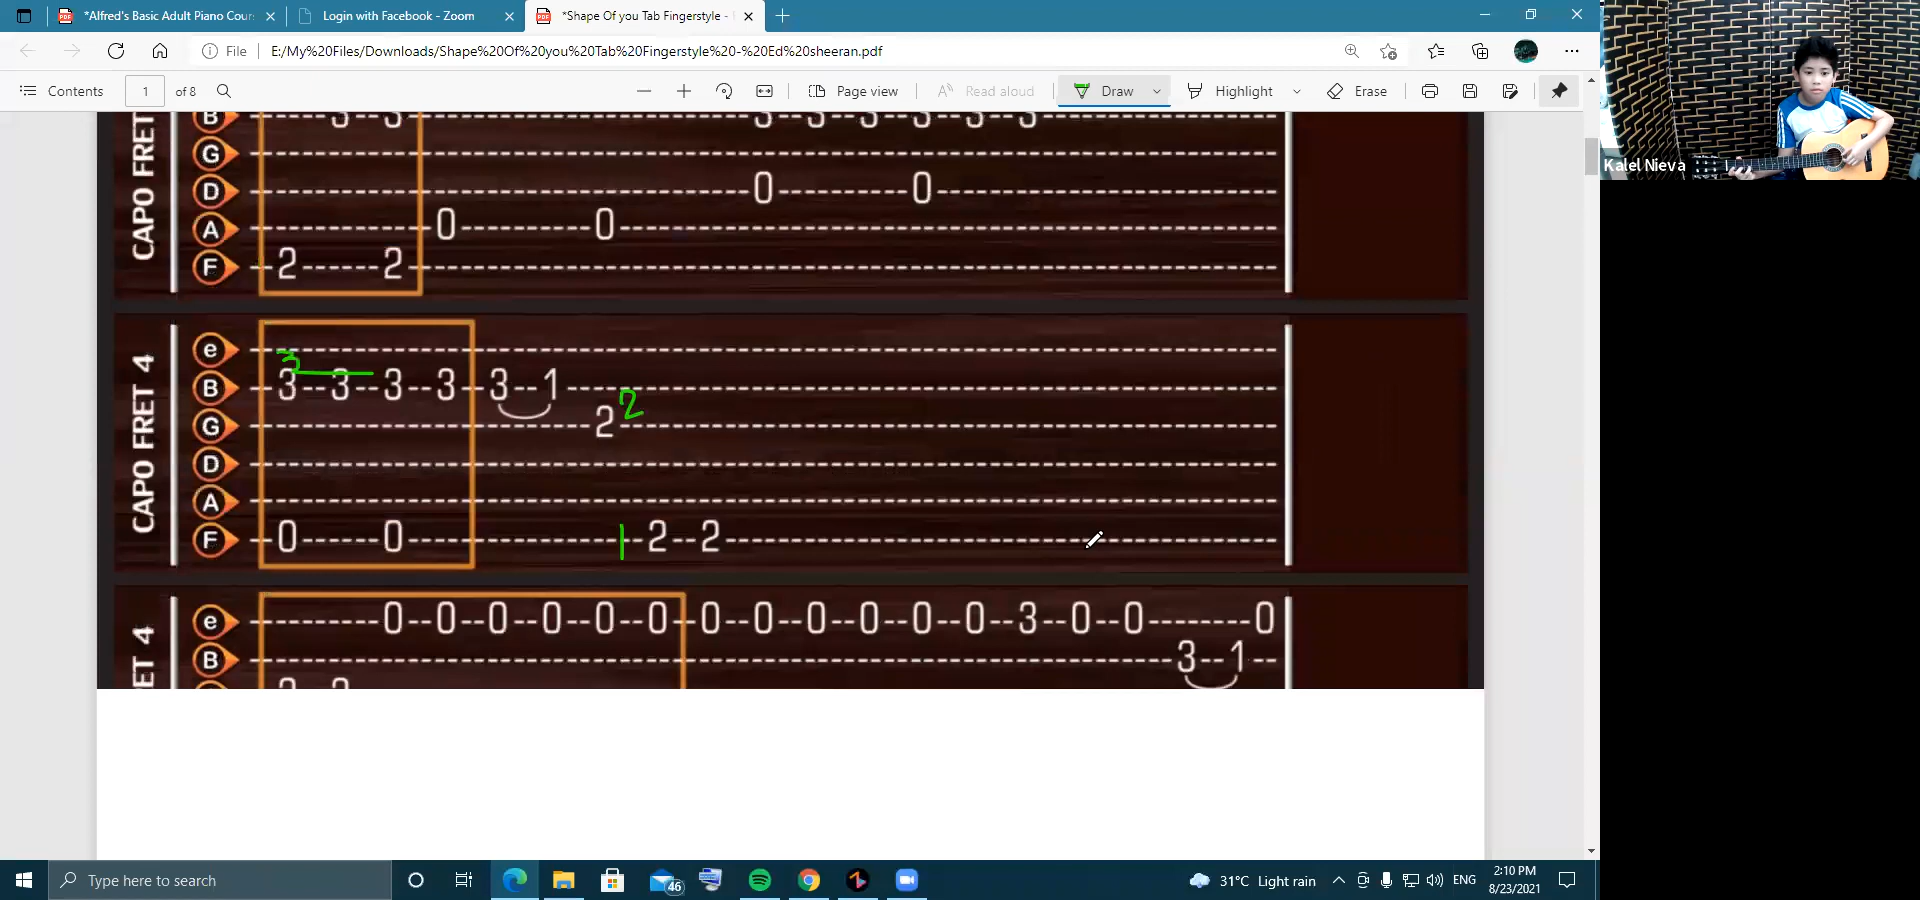 *Alfred's Basic Adult Piano Cour
Login with Facebook - Zoom
*Shape Of you Tab Fingerstyle -
File
E:/My%20Files/Downloads/Shape%20Of%20you%20Tab%20Fingerstyle%20-%20Ed%20sheeran.pdf
Contents
1 of 8
Page view
Read aloud
Draw
Highlight
Erase
Kalel Nieva
CAPO FRET
B 3--3 3--3--3--3--3--3
G
D 0 0
A 0 0
F 2-----2
CAPO FRET 4
e
3
B 3--3--3--3--3--1
2
G 2
D
A
F 0-----0 1 2--2
ET 4
e 0--0--0--0--0--0--0--0--0--0--0--0--3--0--0-------0
B 3--1
Type here to search
46
31°C Light rain
ENG
2:10 PM
8/23/2021